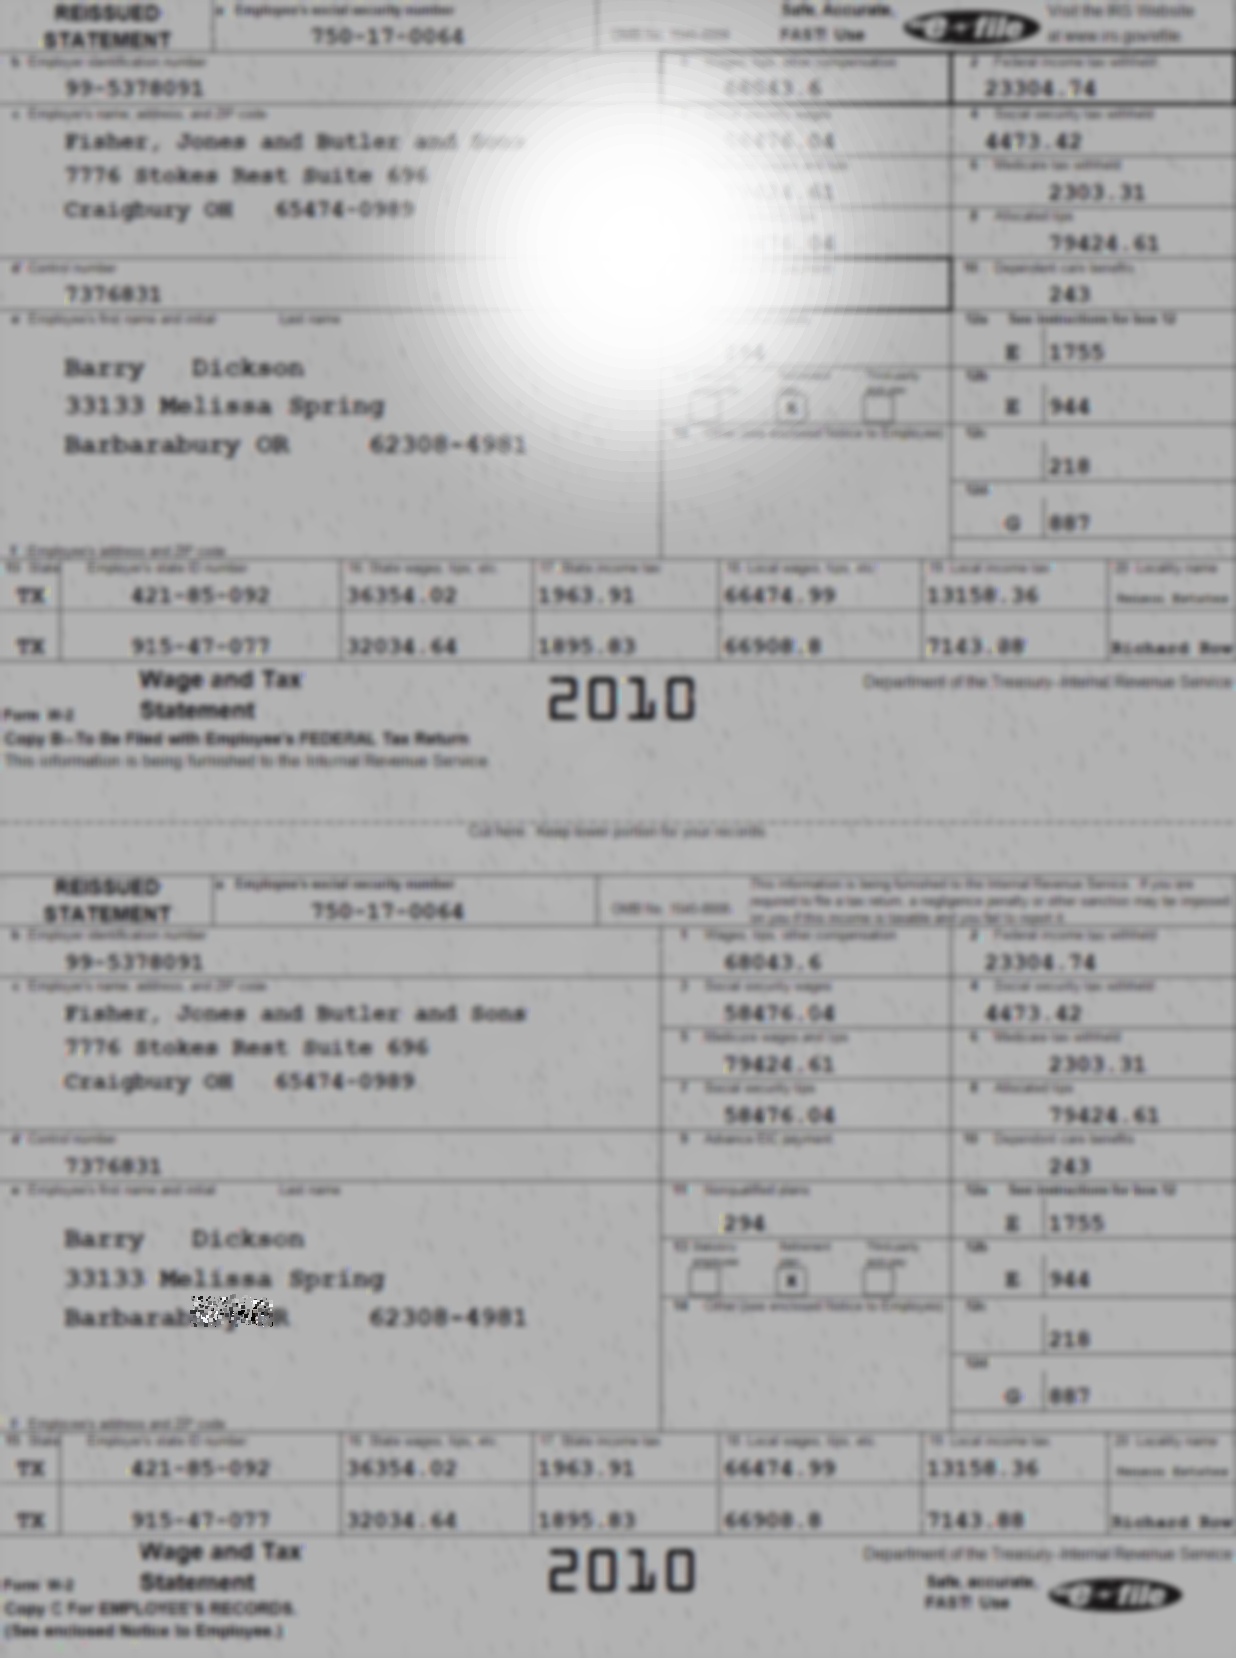 REISSUED STATEMENT
a Employee's social security number
750-17-0064
OMB No. 1545-0008
Safe, Accurate, FAST! Use
e file
Visit the IRS Website at www.irs.gov/efile.
b Employer identification number
99-5378091
wages, tips, other compensation
68043.6
2 Federal income tax withheld
23304.74
c Employer's name, address, and ZIP code
Fisher, Jones and Butler and Sons
7776 Stokes Rest Suite 696
Craigbury OH 65474-0989
4 Social security tax withheld
4473.42
6 Medicare tax withheld
2303.31
8 Allocated tips
79424.61
d Control number
7376831
10 Dependent care benefits
243
e Employee's first name and initial Last name
Barry Dickson
33133 Melissa Spring
Barbarabury OR 62308-4981
12a See instructions for box 12
E 1755
Retirement plan
Third-party sick pay
12b
E 944
Other (see enclosed Notice to Employee)
12c
218
12d
G 887
f Employee's address and ZIP code
15 State Employer's state ID number 16 State wages, tips, etc. 17 State income tax 18 Local wages, tips, etc. 19 Local income tax 20 Locality name
TX 421-85-092 36354.02 1963.91 66474.99 13158.36
TX 915-47-077 32034.64 1895.83 66908.8 7143.88 Richard Row
Wage and Tax Statement
Form W-2
2010
Department of the Treasury-Internal Revenue Service
Copy B--To Be Filed with Employee's FEDERAL Tax Return
This information is being furnished to the Internal Revenue Service.
Cut here. Keep lower portion for your records.
REISSUED STATEMENT
a Employee's social security number
750-17-0064
OMB No. 1545-0008
This information is being furnished to the Internal Revenue Service. If you are
required to file a tax return, a negligence penalty or other sanction may be imposed
on you if this income is taxable and you fail to report it.
b Employer identification number
99-5378091
1 Wages, tips, other compensation
68043.6
2 Federal income tax withheld
23304.74
c Employer's name, address, and ZIP code
Fisher, Jones and Butler and Sons
7776 Stokes Rest Suite 696
Craigbury OH 65474-0989
3 Social security wages
58476.04
4 Social security tax withheld
4473.42
5 Medicare wages and tips
79424.61
6 Medicare tax withheld
2303.31
7 Social security tips
58476.04
8 Allocated tips
79424.61
d Control number
7376831
9 Advance EIC payment
10 Dependent care benefits
243
e Employee's first name and initial Last name
Barry Dickson
33133 Melissa Spring
62308-4981
11 Nonqualified plans
294
12a See instructions for box 12
E 1755
13 Statutory employee
Retirement plan
X
Third-party sick pay
12b
E 944
14 Other (see enclosed Notice to Employee)
12c
218
12d
G 887
f Employee's address and ZIP code
15 State Employer's state ID number 16 State wages, tips, etc. 17 State income tax 18 Local wages, tips, etc. 19 Local income tax 20 Locality name
TX 421-85-092 36354.02 1963.91 66474.99 13158.36
TX 915-47-077 32034.64 1895.83 66908.8 7143.88 Richard Row
Wage and Tax Statement
Form W-2
2010
Department of the Treasury-Internal Revenue Service
Safe, accurate, FAST! Use
e file
Copy C For EMPLOYEE'S RECORDS.
(See enclosed Notice to Employee.)